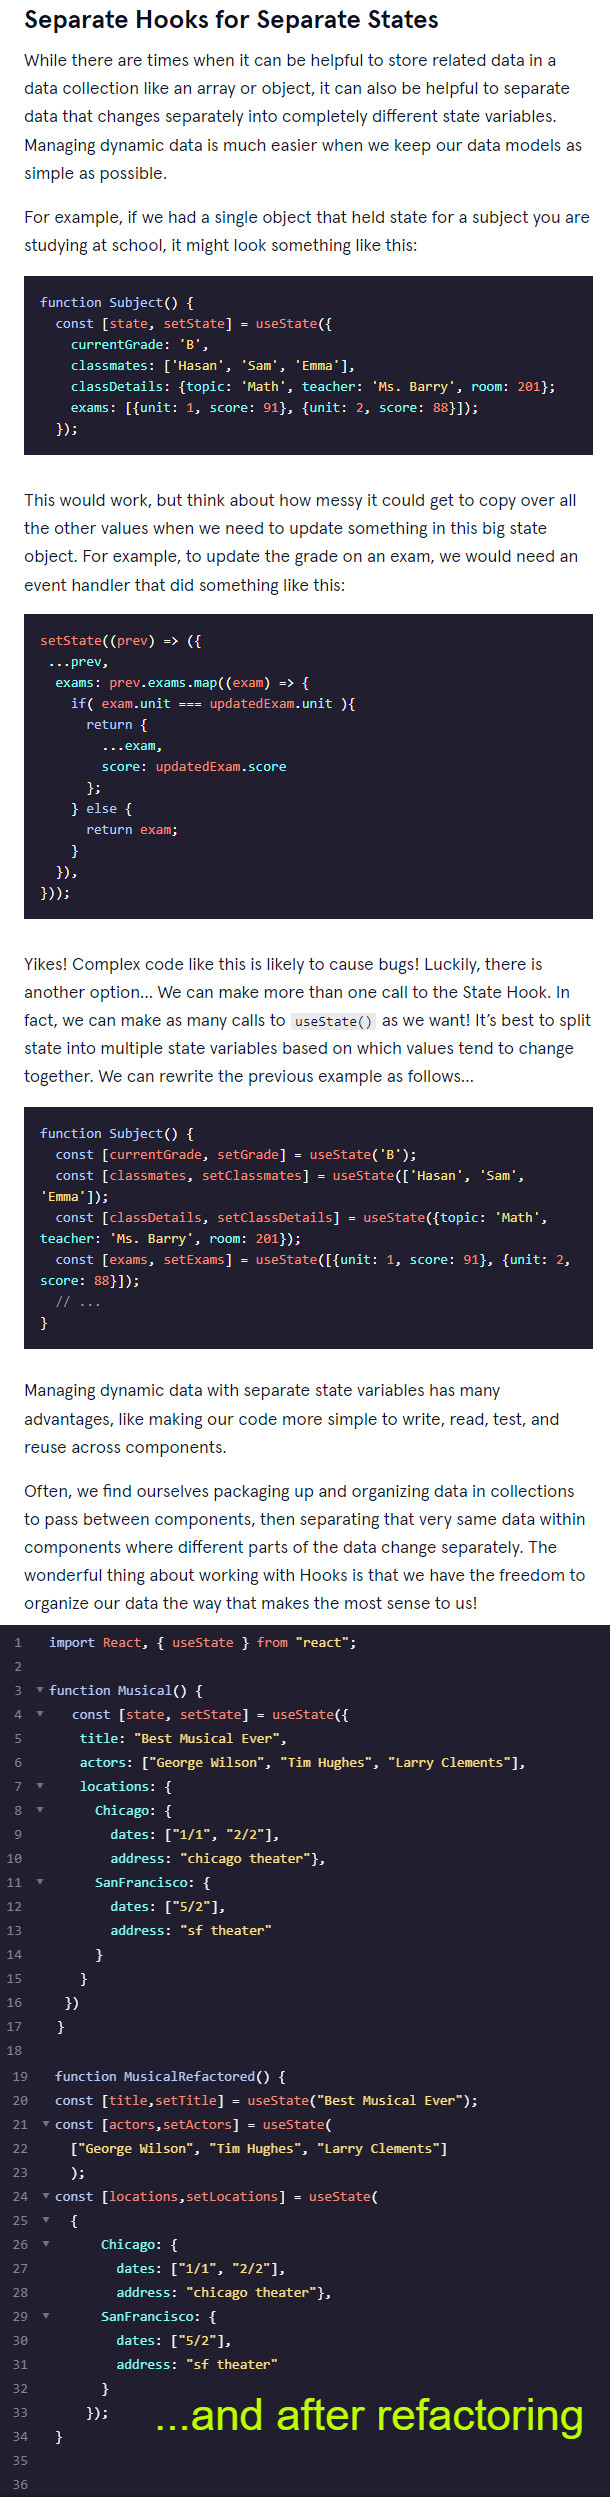 Separate Hooks for Separate States
While there are times when it can be helpful to store related data in a
data collection like an array or object, it can also be helpful to separate
data that changes separately into completely different state variables.
Managing dynamic data is much easier when we keep our data models as
simple as possible.
For example, if we had a single object that held state for a subject you are
studying at school, it might look something like this:
function Subject() {
  const [state, setState] = useState({
    currentGrade: 'B',
    classmates: ['Hasan', 'Sam', 'Emma'],
    classDetails: {topic: 'Math', teacher: 'Ms. Barry', room: 201};
    exams: [{unit: 1, score: 91}, {unit: 2, score: 88}]);
  });
This would work, but think about how messy it could get to copy over all
the other values when we need to update something in this big state
object. For example, to update the grade on an exam, we would need an
event handler that did something like this:
setState((prev) => ({
 ...prev,
  exams: prev.exams.map((exam) => {
    if( exam.unit === updatedExam.unit ){
      return {
        ...exam,
        score: updatedExam.score
      };
    } else {
      return exam;
    }
  }),
}));
Yikes! Complex code like this is likely to cause bugs! Luckily, there is
another option... We can make more than one call to the State Hook. In
fact, we can make as many calls to useState() as we want! It's best to split
state into multiple state variables based on which values tend to change
together. We can rewrite the previous example as follows...
function Subject() {
  const [currentGrade, setGrade] = useState('B');
  const [classmates, setClassmates] = useState(['Hasan', 'Sam',
'Emma']);
  const [classDetails, setClassDetails] = useState({topic: 'Math',
teacher: 'Ms. Barry', room: 201});
  const [exams, setExams] = useState([{unit: 1, score: 91}, {unit: 2,
score: 88}]);
  // ...
}
Managing dynamic data with separate state variables has many
advantages, like making our code more simple to write, read, test, and
reuse across components.
Often, we find ourselves packaging up and organizing data in collections
to pass between components, then separating that very same data within
components where different parts of the data change separately. The
wonderful thing about working with Hooks is that we have the freedom to
organize our data the way that makes the most sense to us!
1 import React, { useState } from "react";
2
3 function Musical() {
4    const [state, setState] = useState({
5     title: "Best Musical Ever",
6     actors: ["George Wilson", "Tim Hughes", "Larry Clements"],
7     locations: {
8       Chicago: {
9         dates: ["1/1", "2/2"],
10         address: "chicago theater"},
11       SanFrancisco: {
12         dates: ["5/2"],
13         address: "sf theater"
14       }
15     }
16   })
17  }
18
19 function MusicalRefactored() {
20 const [title,setTitle] = useState("Best Musical Ever");
21 const [actors,setActors] = useState(
22   ["George Wilson", "Tim Hughes", "Larry Clements"]
23   );
24 const [locations,setLocations] = useState(
25   {
26       Chicago: {
27         dates: ["1/1", "2/2"],
28         address: "chicago theater"},
29       SanFrancisco: {
30         dates: ["5/2"],
31         address: "sf theater"
32       }
33     });
...and after refactoring
34 }
35
36